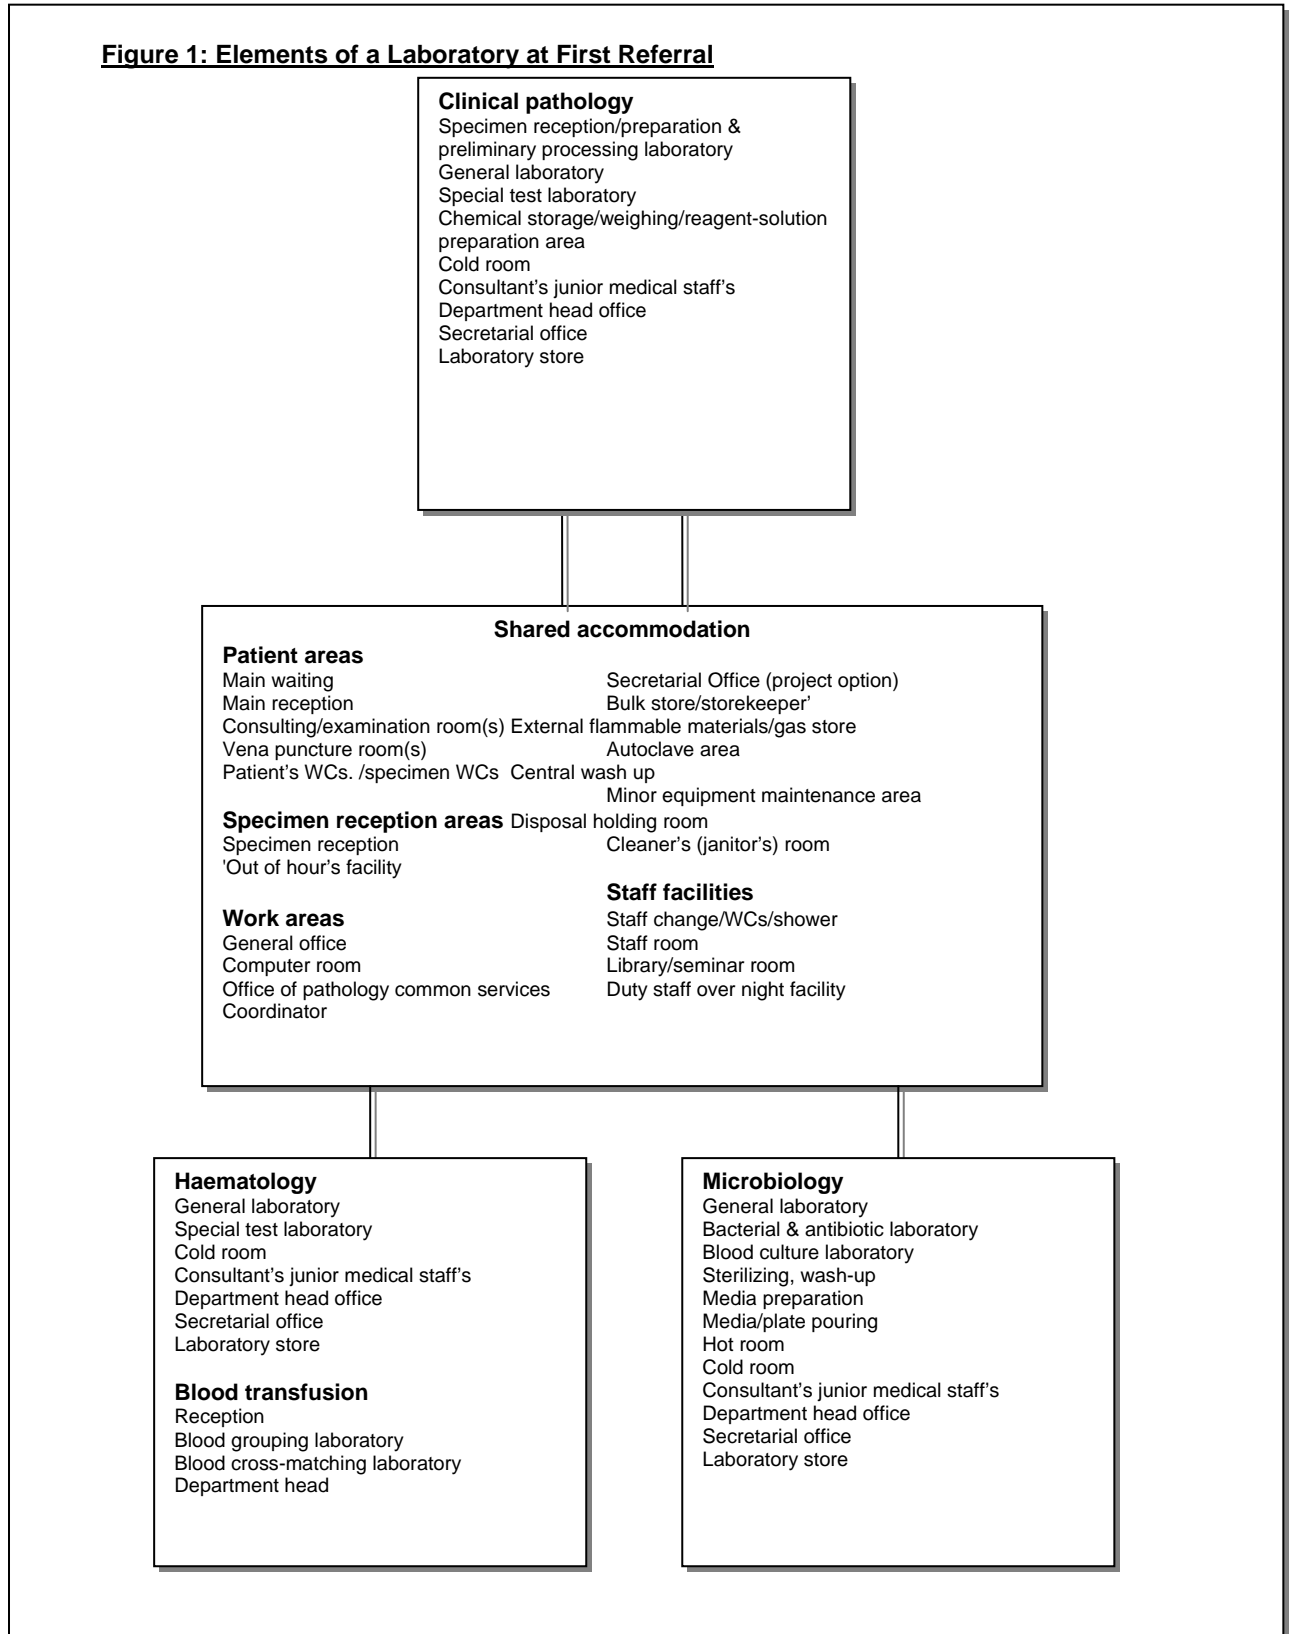 Figure 1: Elements of a Laboratory at First Referral
Clinical pathology
Specimen reception/preparation &
preliminary processing laboratory
General laboratory
Special test laboratory
Chemical storage/weighing/reagent-solution
preparation area
Cold room
Consultant's junior medical staff's
Department head office
Secretarial office
Laboratory store
Shared accommodation
Patient areas
Main waiting Secretarial Office (project option)
Main reception Bulk store/storekeeper'
Consulting/examination room(s) External flammable materials/gas store
Vena puncture room(s) Autoclave area
Patient's WCs. /specimen WCs Central wash up
Minor equipment maintenance area
Specimen reception areas Disposal holding room
Specimen reception Cleaner's (janitor's) room
'Out of hour's facility
Staff facilities
Work areas Staff change/WCs/shower
General office Staff room
Computer room Library/seminar room
Office of pathology common services Duty staff over night facility
Coordinator
Haematology
General laboratory
Special test laboratory
Cold room
Consultant's junior medical staff's
Department head office
Secretarial office
Laboratory store
Blood transfusion
Reception
Blood grouping laboratory
Blood cross-matching laboratory
Department head
Microbiology
General laboratory
Bacterial & antibiotic laboratory
Blood culture laboratory
Sterilizing, wash-up
Media preparation
Media/plate pouring
Hot room
Cold room
Consultant's junior medical staff's
Department head office
Secretarial office
Laboratory store